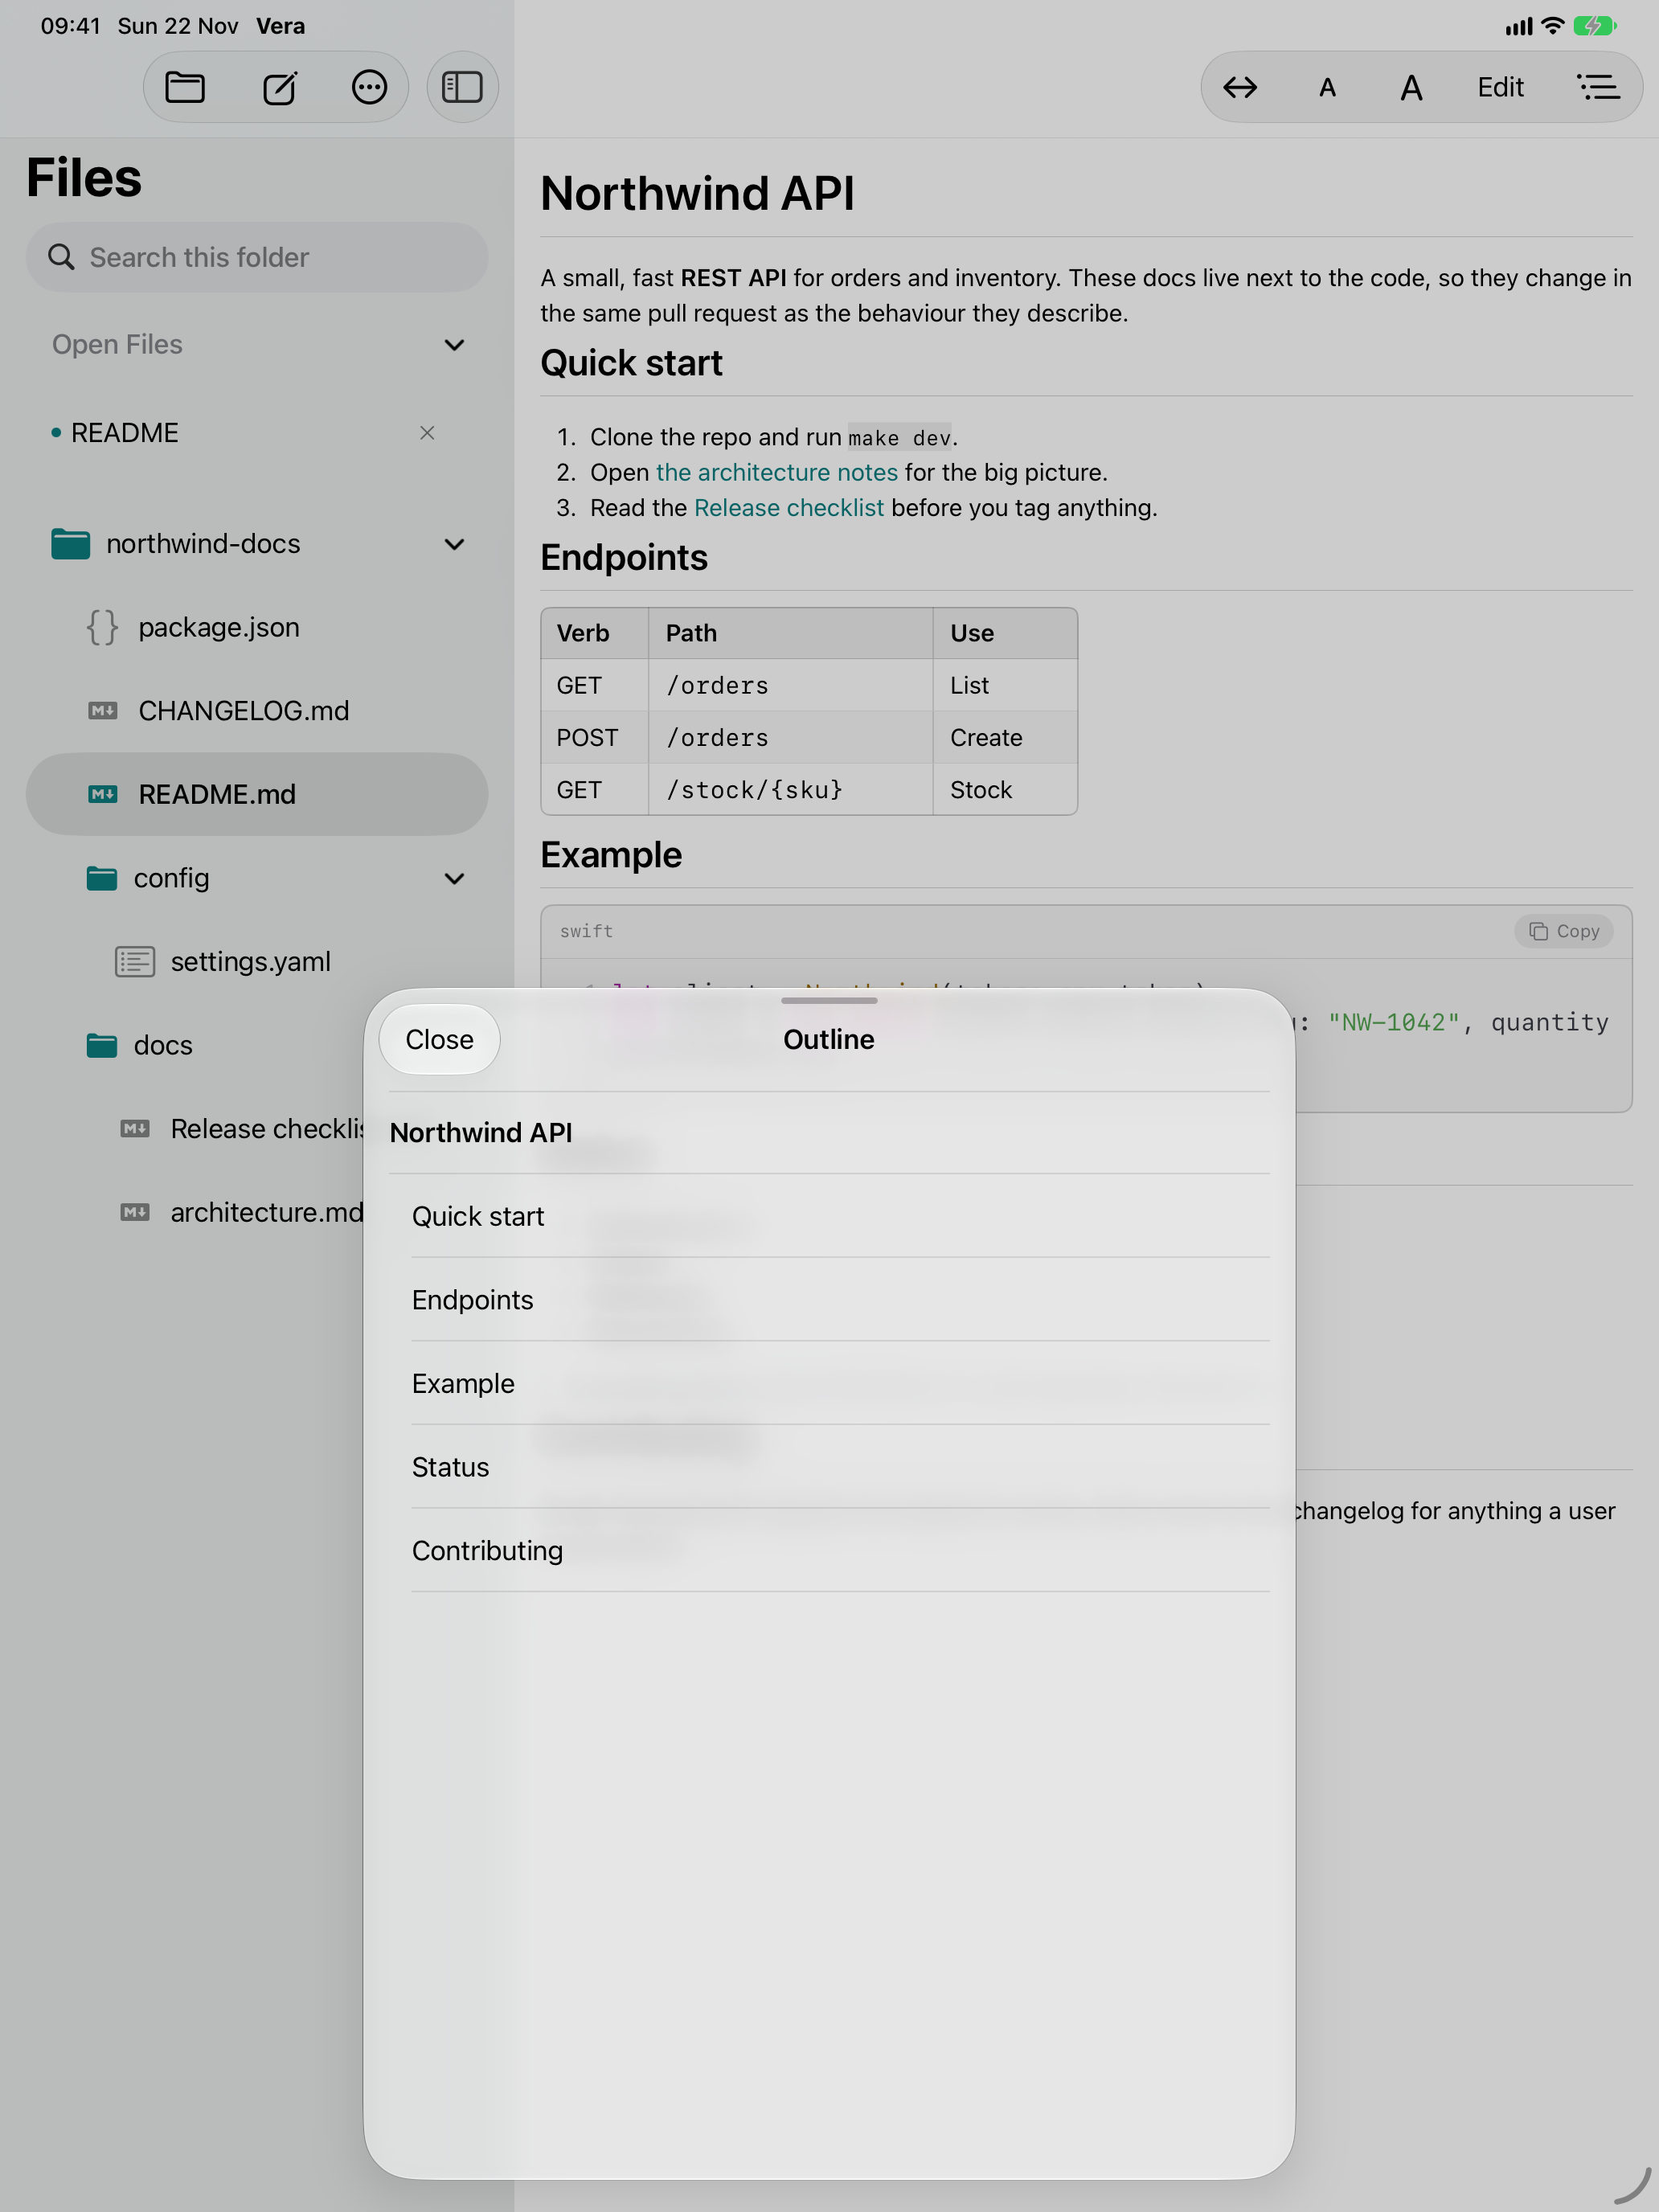 09:41 Sun 22 Nov Vera
A A Edit
Files
Search this folder
Open Files
README
northwind-docs
package.json
CHANGELOG.md
README.md
config
settings.yaml
docs
Release checklis
architecture.md
Northwind API
A small, fast REST API for orders and inventory. These docs live next to the code, so they change in
the same pull request as the behaviour they describe.
Quick start
1. Clone the repo and run make dev.
2. Open the architecture notes for the big picture.
3. Read the Release checklist before you tag anything.
Endpoints
Verb Path Use
GET /orders List
POST /orders Create
GET /stock/{sku} Stock
Example
swift Copy
: "NW-1042", quantity
changelog for anything a user
Close Outline
Northwind API
Quick start
Endpoints
Example
Status
Contributing